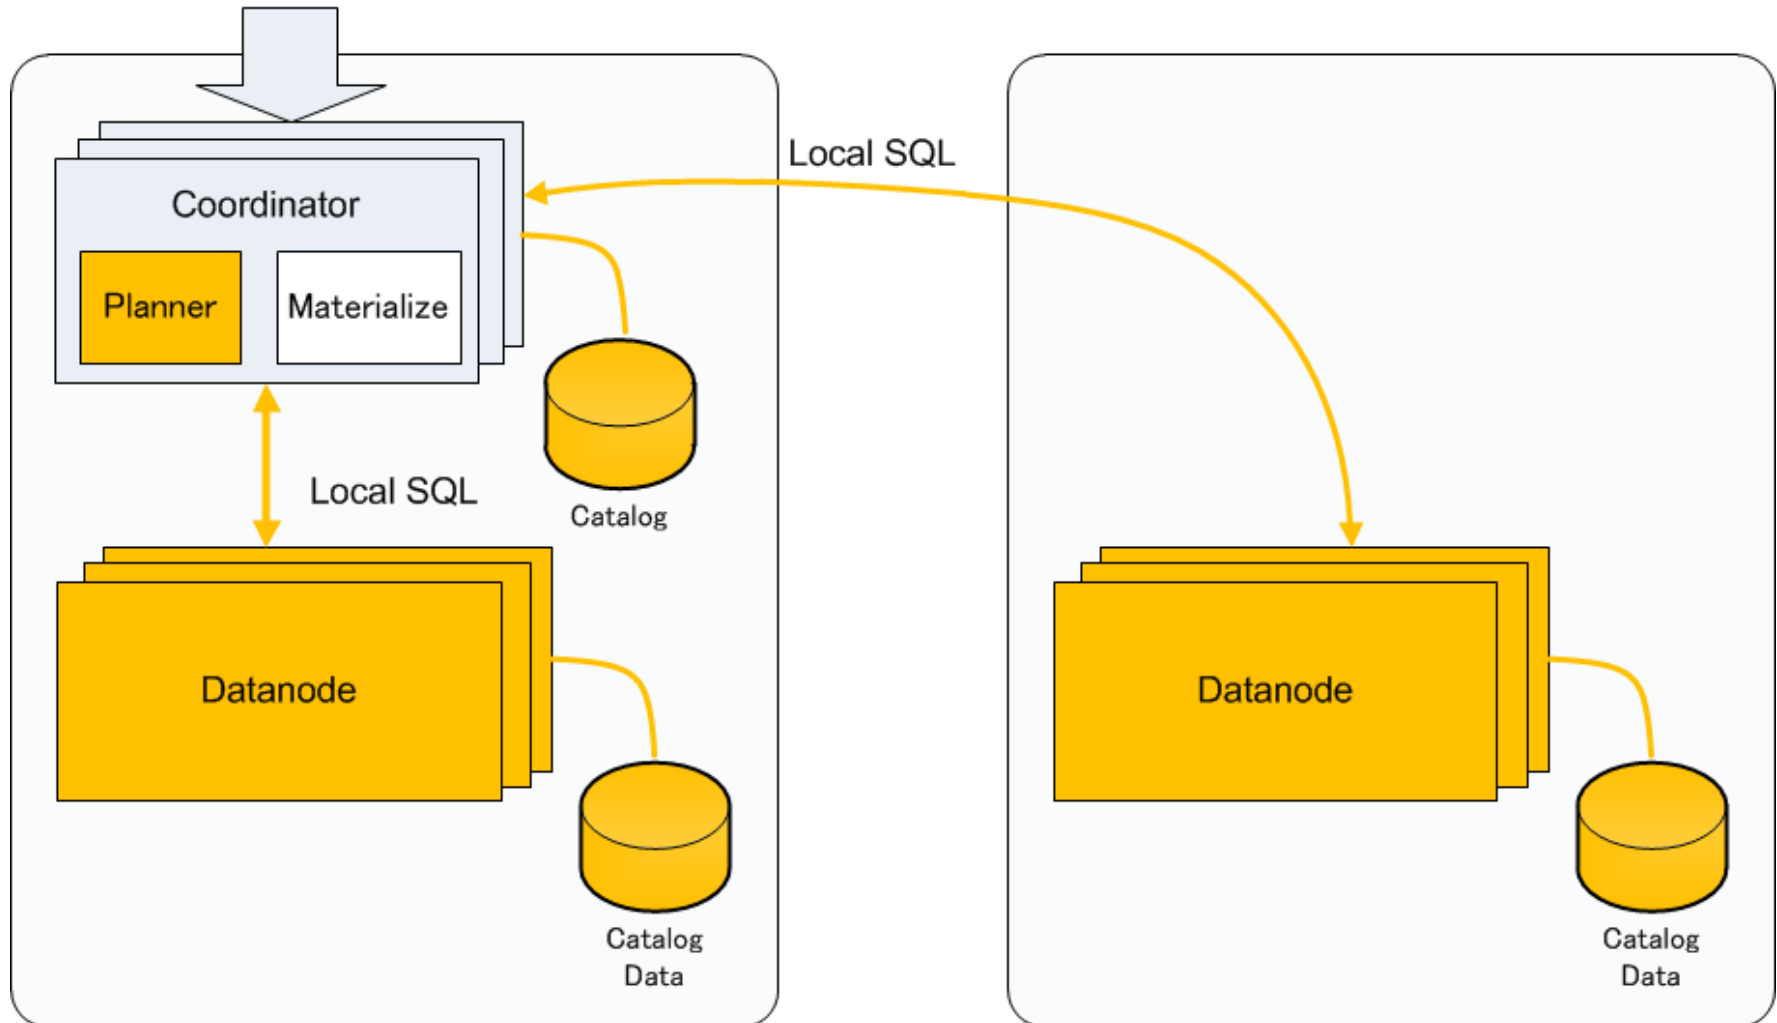 Local SQL
Coordinator
Planner
Materialize
Local SQL
Catalog
Datanode
Catalog
Data
Datanode
Catalog
Data